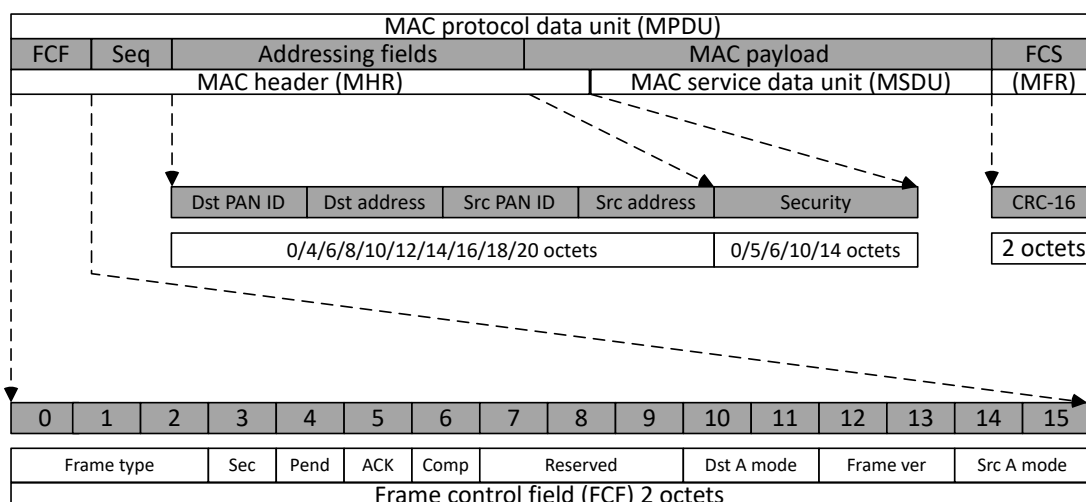 MAC protocol data unit (MPDU)
FCF Seq Addressing fields MAC payload FCS
MAC header (MHR) MAC service data unit (MSDU) (MFR)
Dst PAN ID Dst address Src PAN ID Src address Security CRC-16
0/4/6/8/10/12/14/16/18/20 octets 0/5/6/10/14 octets 2 octets
0 1 2 3 4 5 6 7 8 9 10 11 12 13 14 15
Frame type Sec Pend ACK Comp Reserved Dst A mode Frame ver Src A mode
Frame control field (FCF) 2 octets